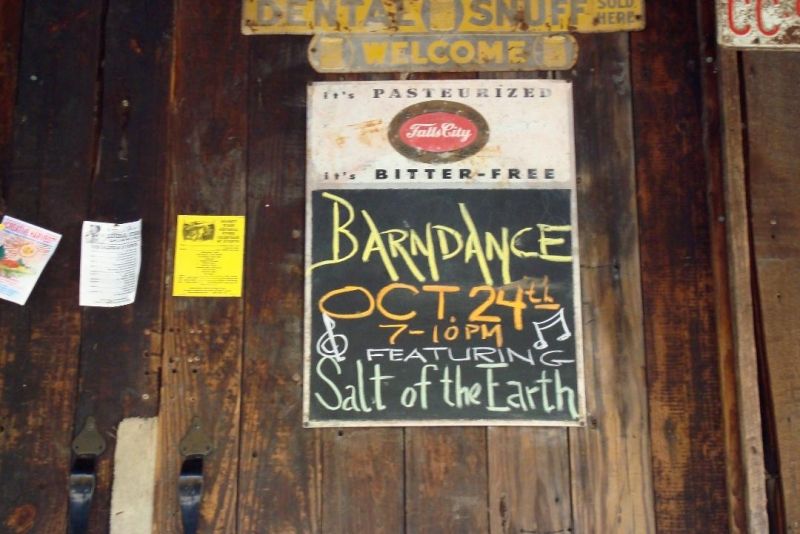 DENTAL SNUFF SOLD HERE
WELCOME
CC
it's PASTEURIZED
Falls City
it's BITTER-FREE
BARNDANCE
OCT. 24th
7-10PM
FEATURING
Salt of the Earth